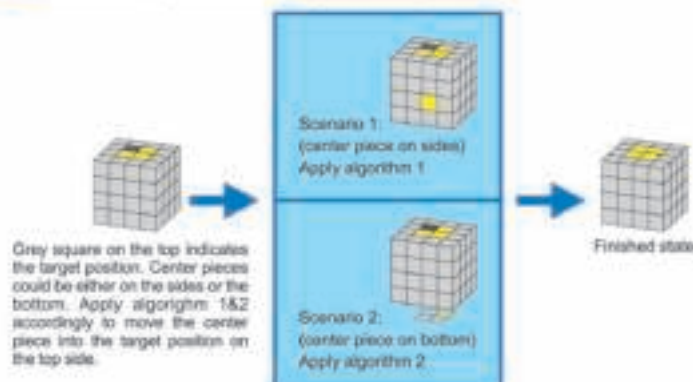 Scenario 1:
(center piece on sides)
Apply algorithm 1
Grey square on the top indicates
the target position. Center pieces
could be either on the sides or the
bottom. Apply algorighm 1&2
accordingly to move the center
piece into the target position on
the top side.
Scenario 2:
(center piece on bottom)
Apply algorithm 2
Finished state